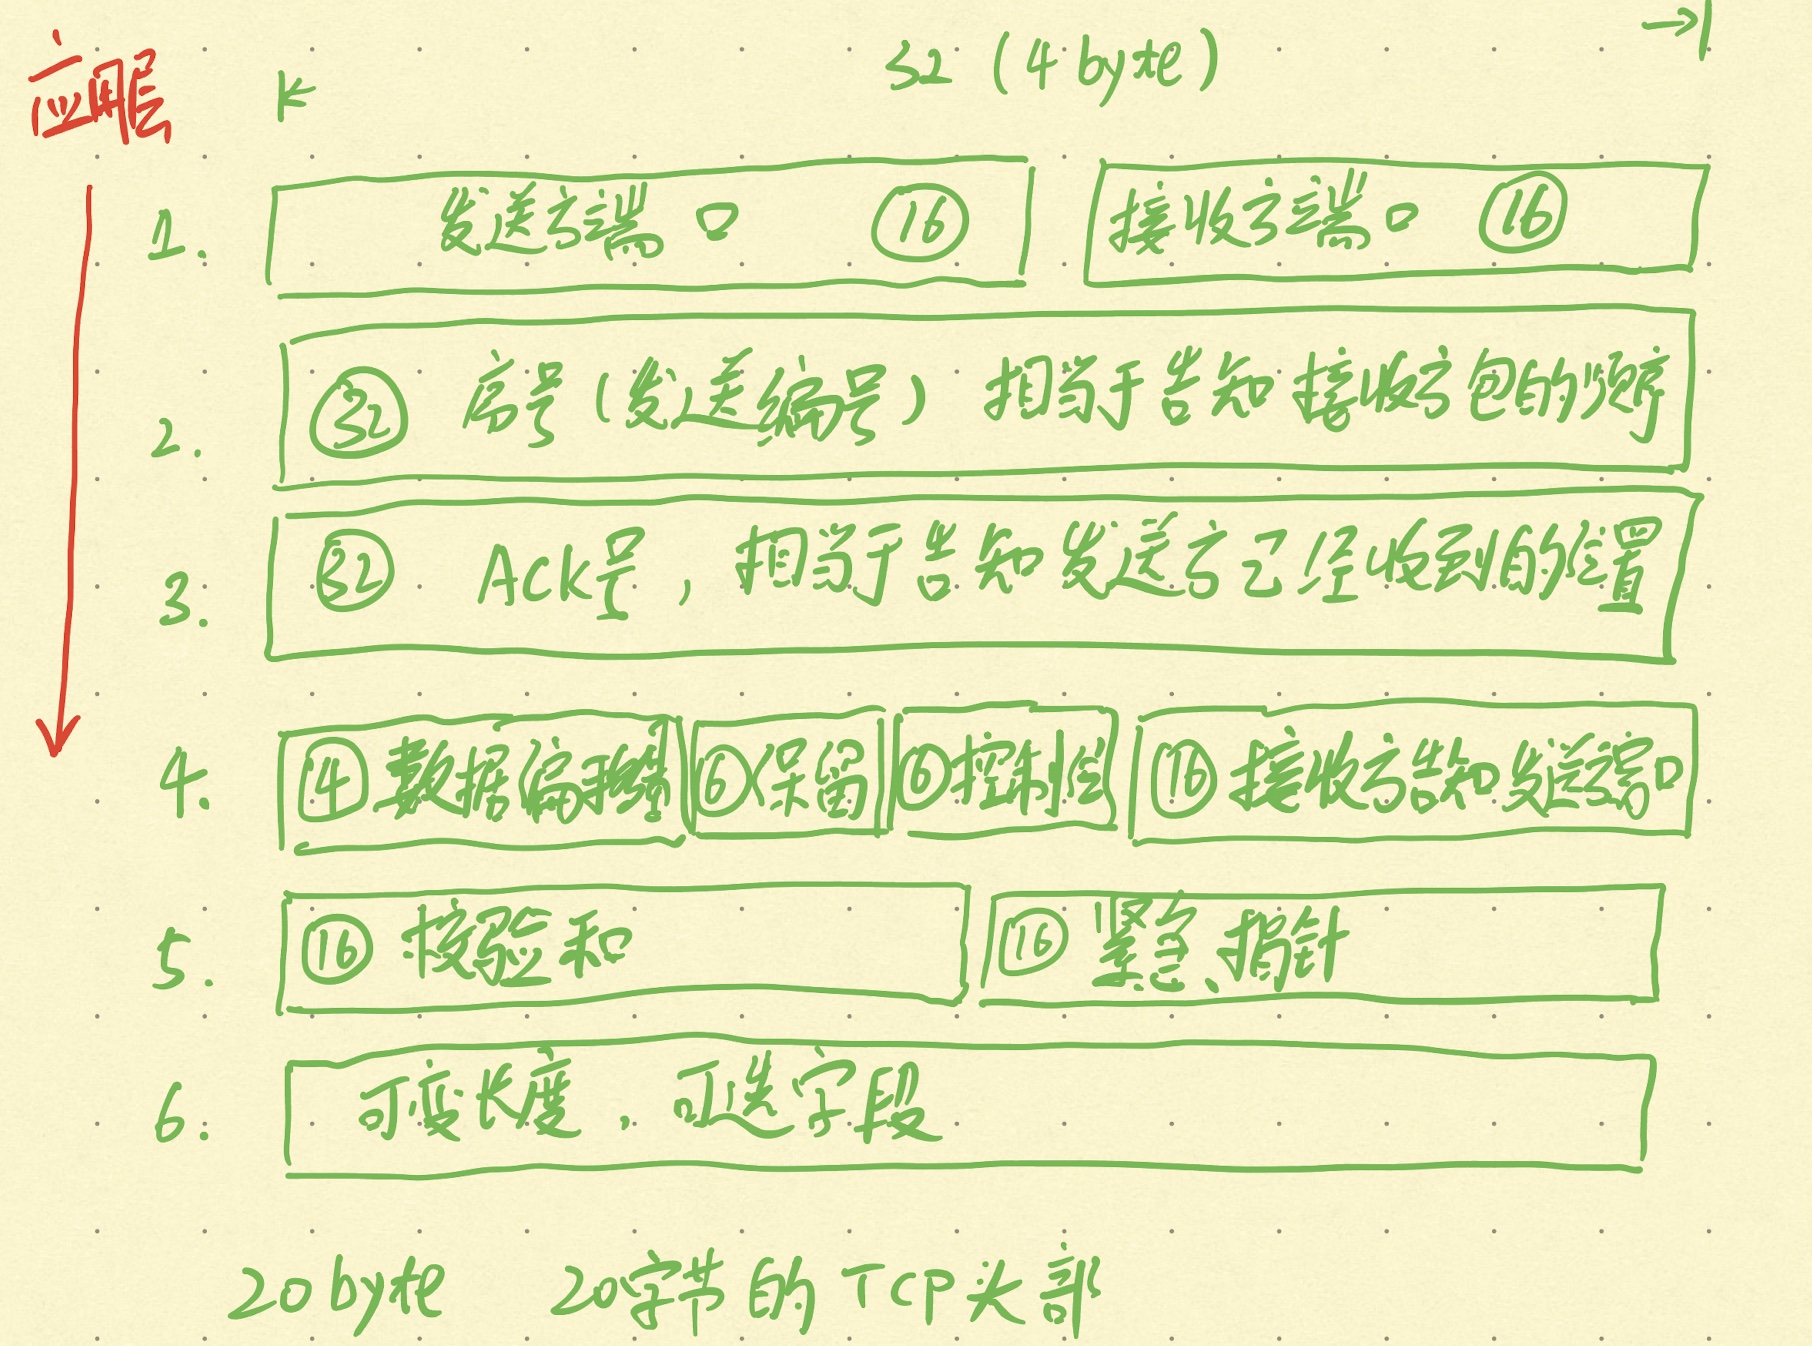 应用层
32 (4 byte)
1. 发送方端口 16 接收方端口 16
2. 32 序号(发送编号) 相当于告知接收方包的顺序
3. 32 ACK号, 相当于告知发送方已经收到的位置
4. 4 数据偏移 6 保留 6 控制位 16 接收方告知发送端口
5. 16 校验和 16 紧急指针
6. 可变长度, 可选字段
20byte 20字节的TCP头部